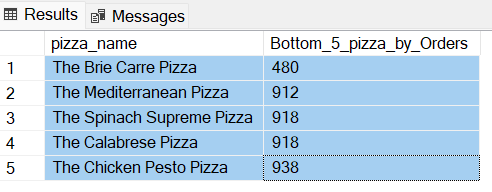 Results Messages
pizza_name Bottom_5_pizza_by_Orders
1 The Brie Carre Pizza 480
2 The Mediterranean Pizza 912
3 The Spinach Supreme Pizza 918
4 The Calabrese Pizza 918
5 The Chicken Pesto Pizza 938